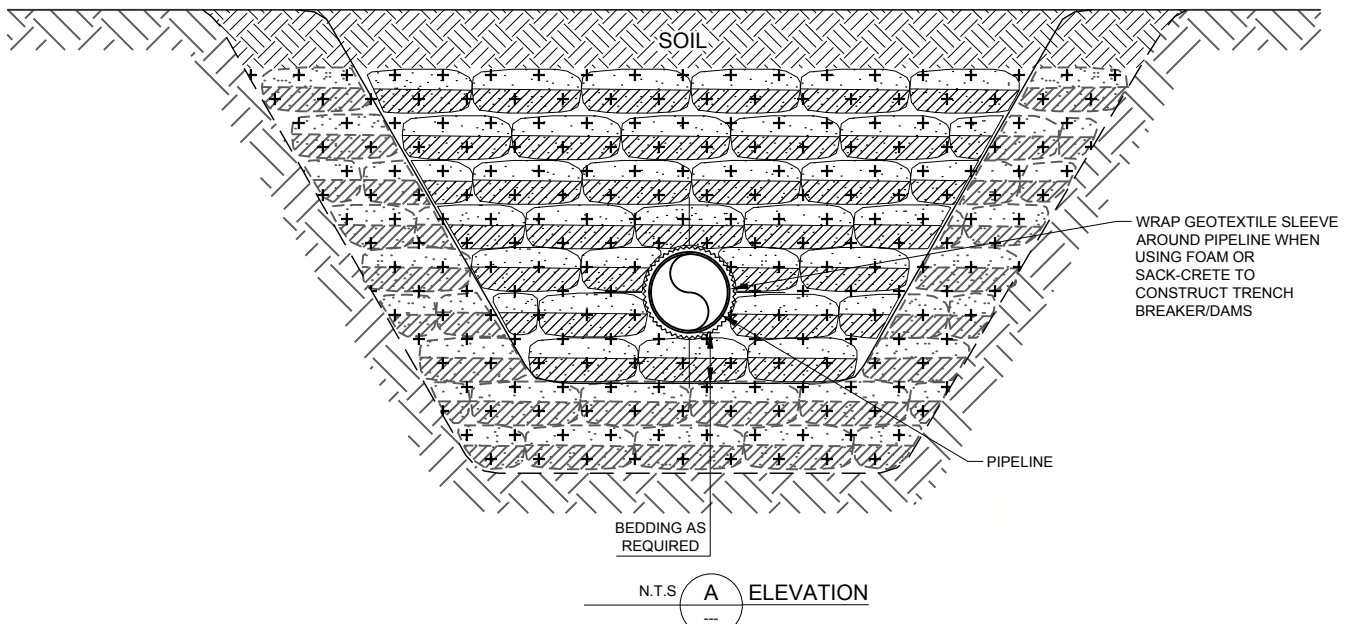 SOIL
WRAP GEOTEXTILE SLEEVE
AROUND PIPELINE WHEN
USING FOAM OR
SACK-CRETE TO
CONSTRUCT TRENCH
BREAKER/DAMS
PIPELINE
BEDDING AS
REQUIRED
N.T.S A ELEVATION
---